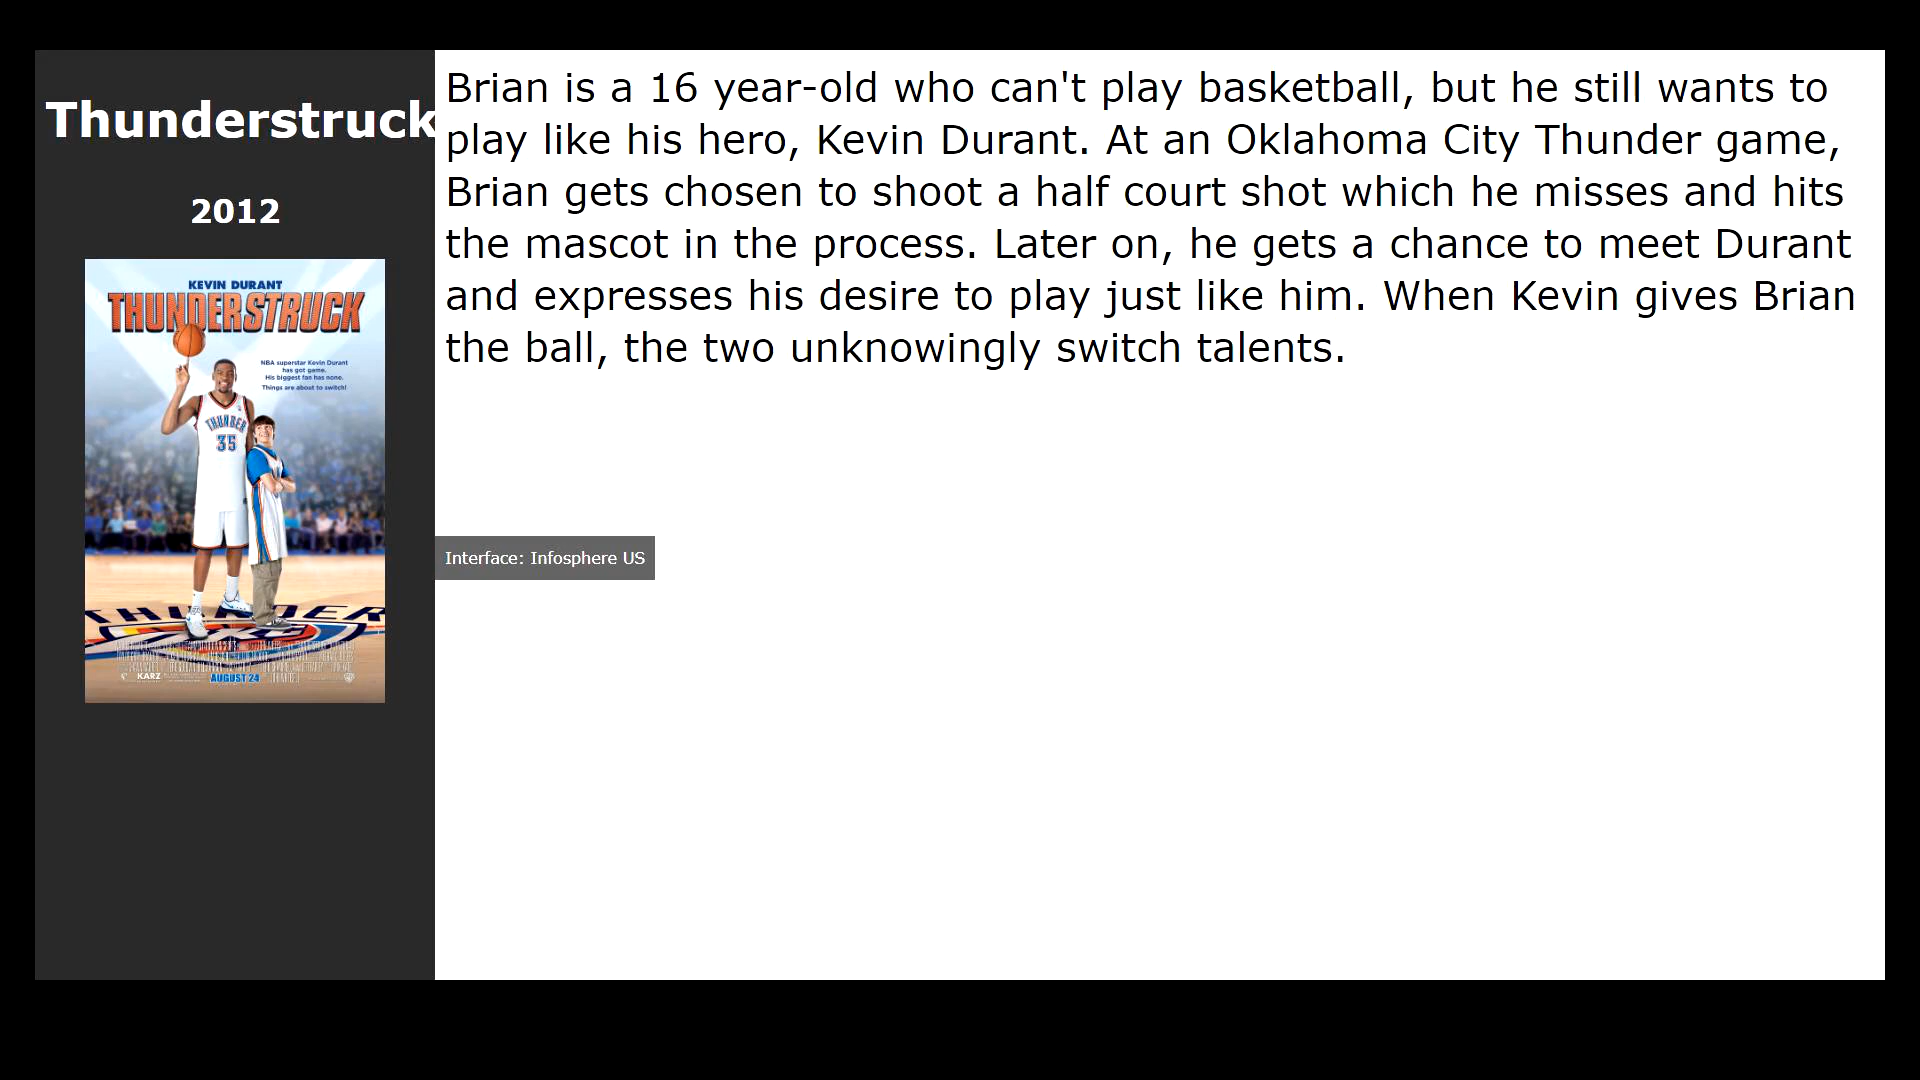 Thunderstruck
2012
KEVIN DURANT
THUNDERSTRUCK
NBA superstar Kevin Durant
has got game.
His biggest fan has none.
Things are about to switch!
THUNDER
35
THUNDER
KARZ
AUGUST 24
Brian is a 16 year-old who can't play basketball, but he still wants to
play like his hero, Kevin Durant. At an Oklahoma City Thunder game,
Brian gets chosen to shoot a half court shot which he misses and hits
the mascot in the process. Later on, he gets a chance to meet Durant
and expresses his desire to play just like him. When Kevin gives Brian
the ball, the two unknowingly switch talents.
Interface: Infosphere US